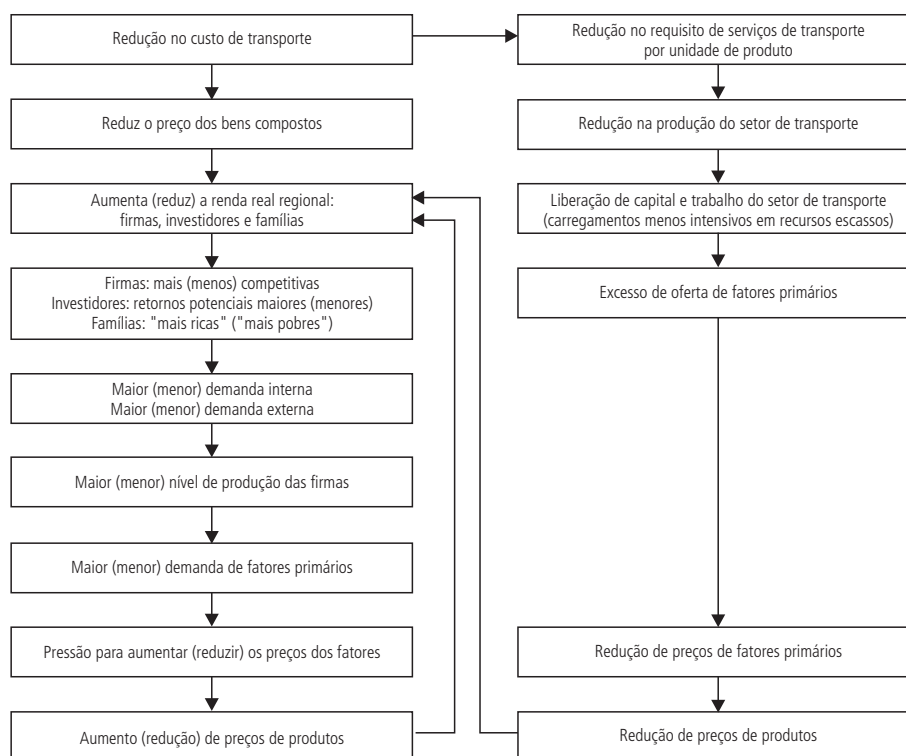 Redução no custo de transporte
Reduz o preço dos bens compostos
Aumenta (reduz) a renda real regional:
firmas, investidores e famílias
Firmas: mais (menos) competitivas
Investidores: retornos potenciais maiores (menores)
Famílias: "mais ricas" ("mais pobres")
Maior (menor) demanda interna
Maior (menor) demanda externa
Maior (menor) nível de produção das firmas
Maior (menor) demanda de fatores primários
Pressão para aumentar (reduzir) os preços dos fatores
Aumento (redução) de preços de produtos
Redução no requisito de serviços de transporte
por unidade de produto
Redução na produção do setor de transporte
Liberação de capital e trabalho do setor de transporte
(carregamentos menos intensivos em recursos escassos)
Excesso de oferta de fatores primários
Redução de preços de fatores primários
Redução de preços de produtos